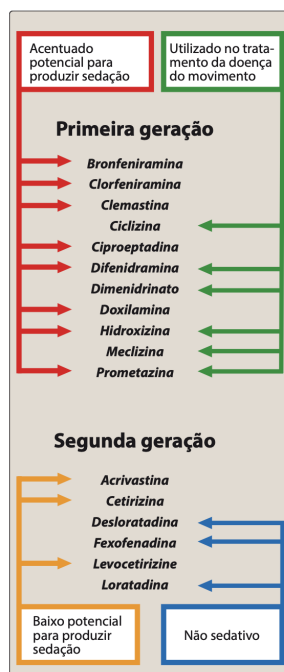 Acentuado
potencial para
produzir sedação
Utilizado no trata-
mento da doença
do movimento
Primeira geração
Bronfeniramina
Clorfeniramina
Clemastina
Ciclizina
Ciproeptadina
Difenidramina
Dimenidrinato
Doxilamina
Hidroxizina
Meclizina
Prometazina
Segunda geração
Acrivastina
Cetirizina
Desloratadina
Fexofenadina
Levocetirizine
Loratadina
Baixo potencial
para produzir
sedação
Não sedativo